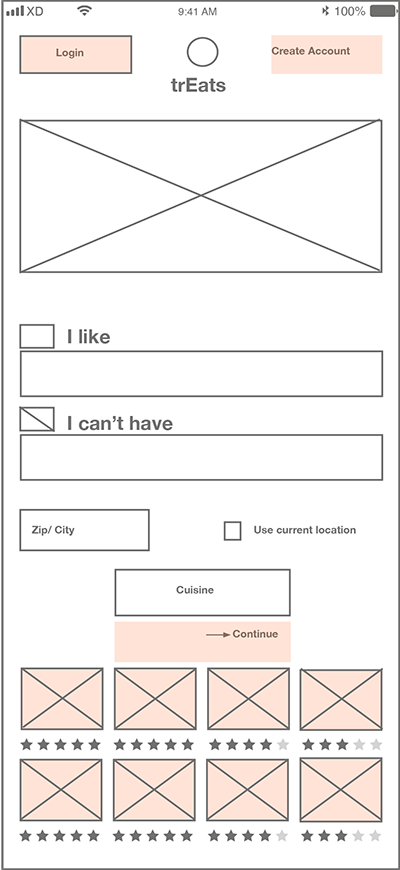 XD 9:41 AM 100%
Login
Create Account
trEats
I like
I can’t have
Zip/ City
Use current location
Cuisine
Continue